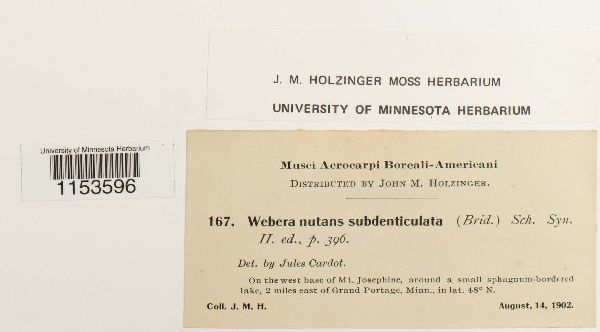 J. M. HOLZINGER MOSS HERBARIUM
UNIVERSITY OF MINNESOTA HERBARIUM
University of Minnesota Herbarium
1153596
Musci Acrocarpi Boreali-Americani
DISTRIBUTED BY JOHN M. HOLZINGER.
167. Webera nutans subdenticulata (Brid.) Sch. Syn.
II. ed., p. 396.
Det. by Jules Cardot.
On the west base of Mt. Josephine, around a small sphagnum-bordered
lake, 2 miles east of Grand Portage, Minn., in lat. 48° N.
Coll. J. M. H. August, 14, 1902.